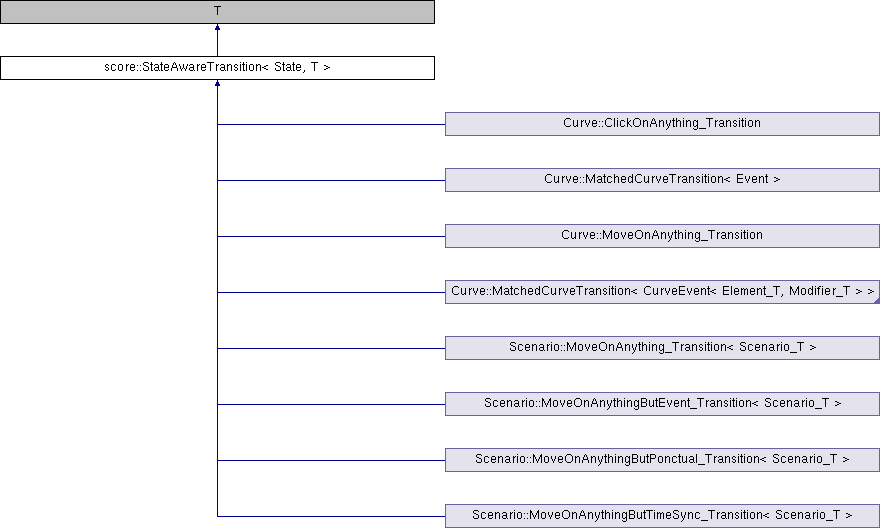 T
score::StateAwareTransition< State, T >
Curve::ClickOnAnything_Transition
Curve::MatchedCurveTransition< Event >
Curve::MoveOnAnything_Transition
Curve::MatchedCurveTransition< CurveEvent< Element_T, Modifier_T > >
Scenario::MoveOnAnything_Transition< Scenario_T >
Scenario::MoveOnAnythingButEvent_Transition< Scenario_T >
Scenario::MoveOnAnythingButPonctual_Transition< Scenario_T >
Scenario::MoveOnAnythingButTimeSync_Transition< Scenario_T >